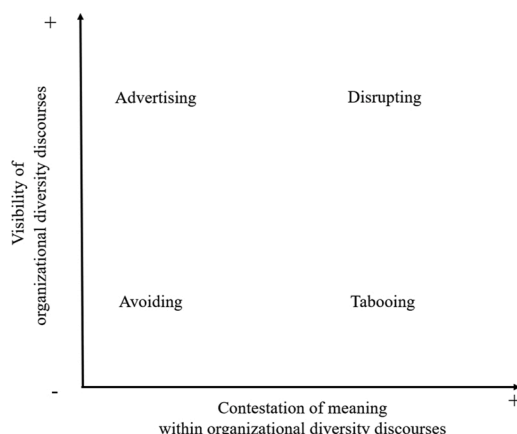 +
Advertising
Disrupting
Visibility of
organizational diversity discourses
Avoiding
Tabooing
-
+
Contestation of meaning
within organizational diversity discourses